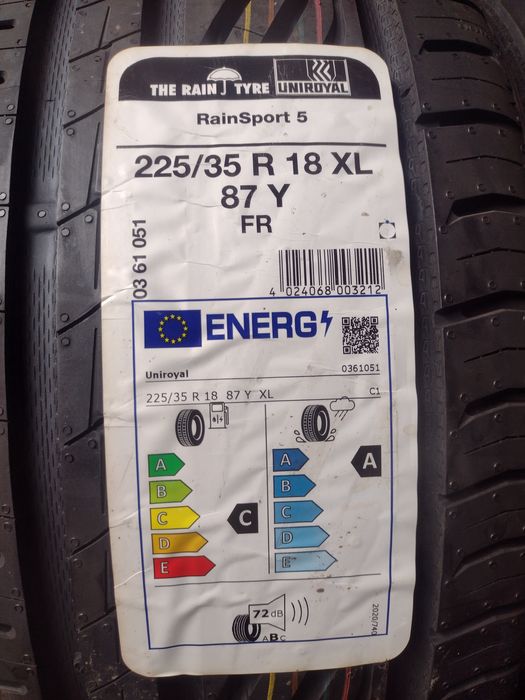 THE RAIN TYRE UNIROYAL
RainSport 5
225/35 R 18 XL
87 Y
FR
03 61 051
4 024068 003212
ENERG
Uniroyal 0361051
225/35 R 18 87 Y XL C1
A A A
B B
C C C
D D
E E
72 dB
ABC
2020/740